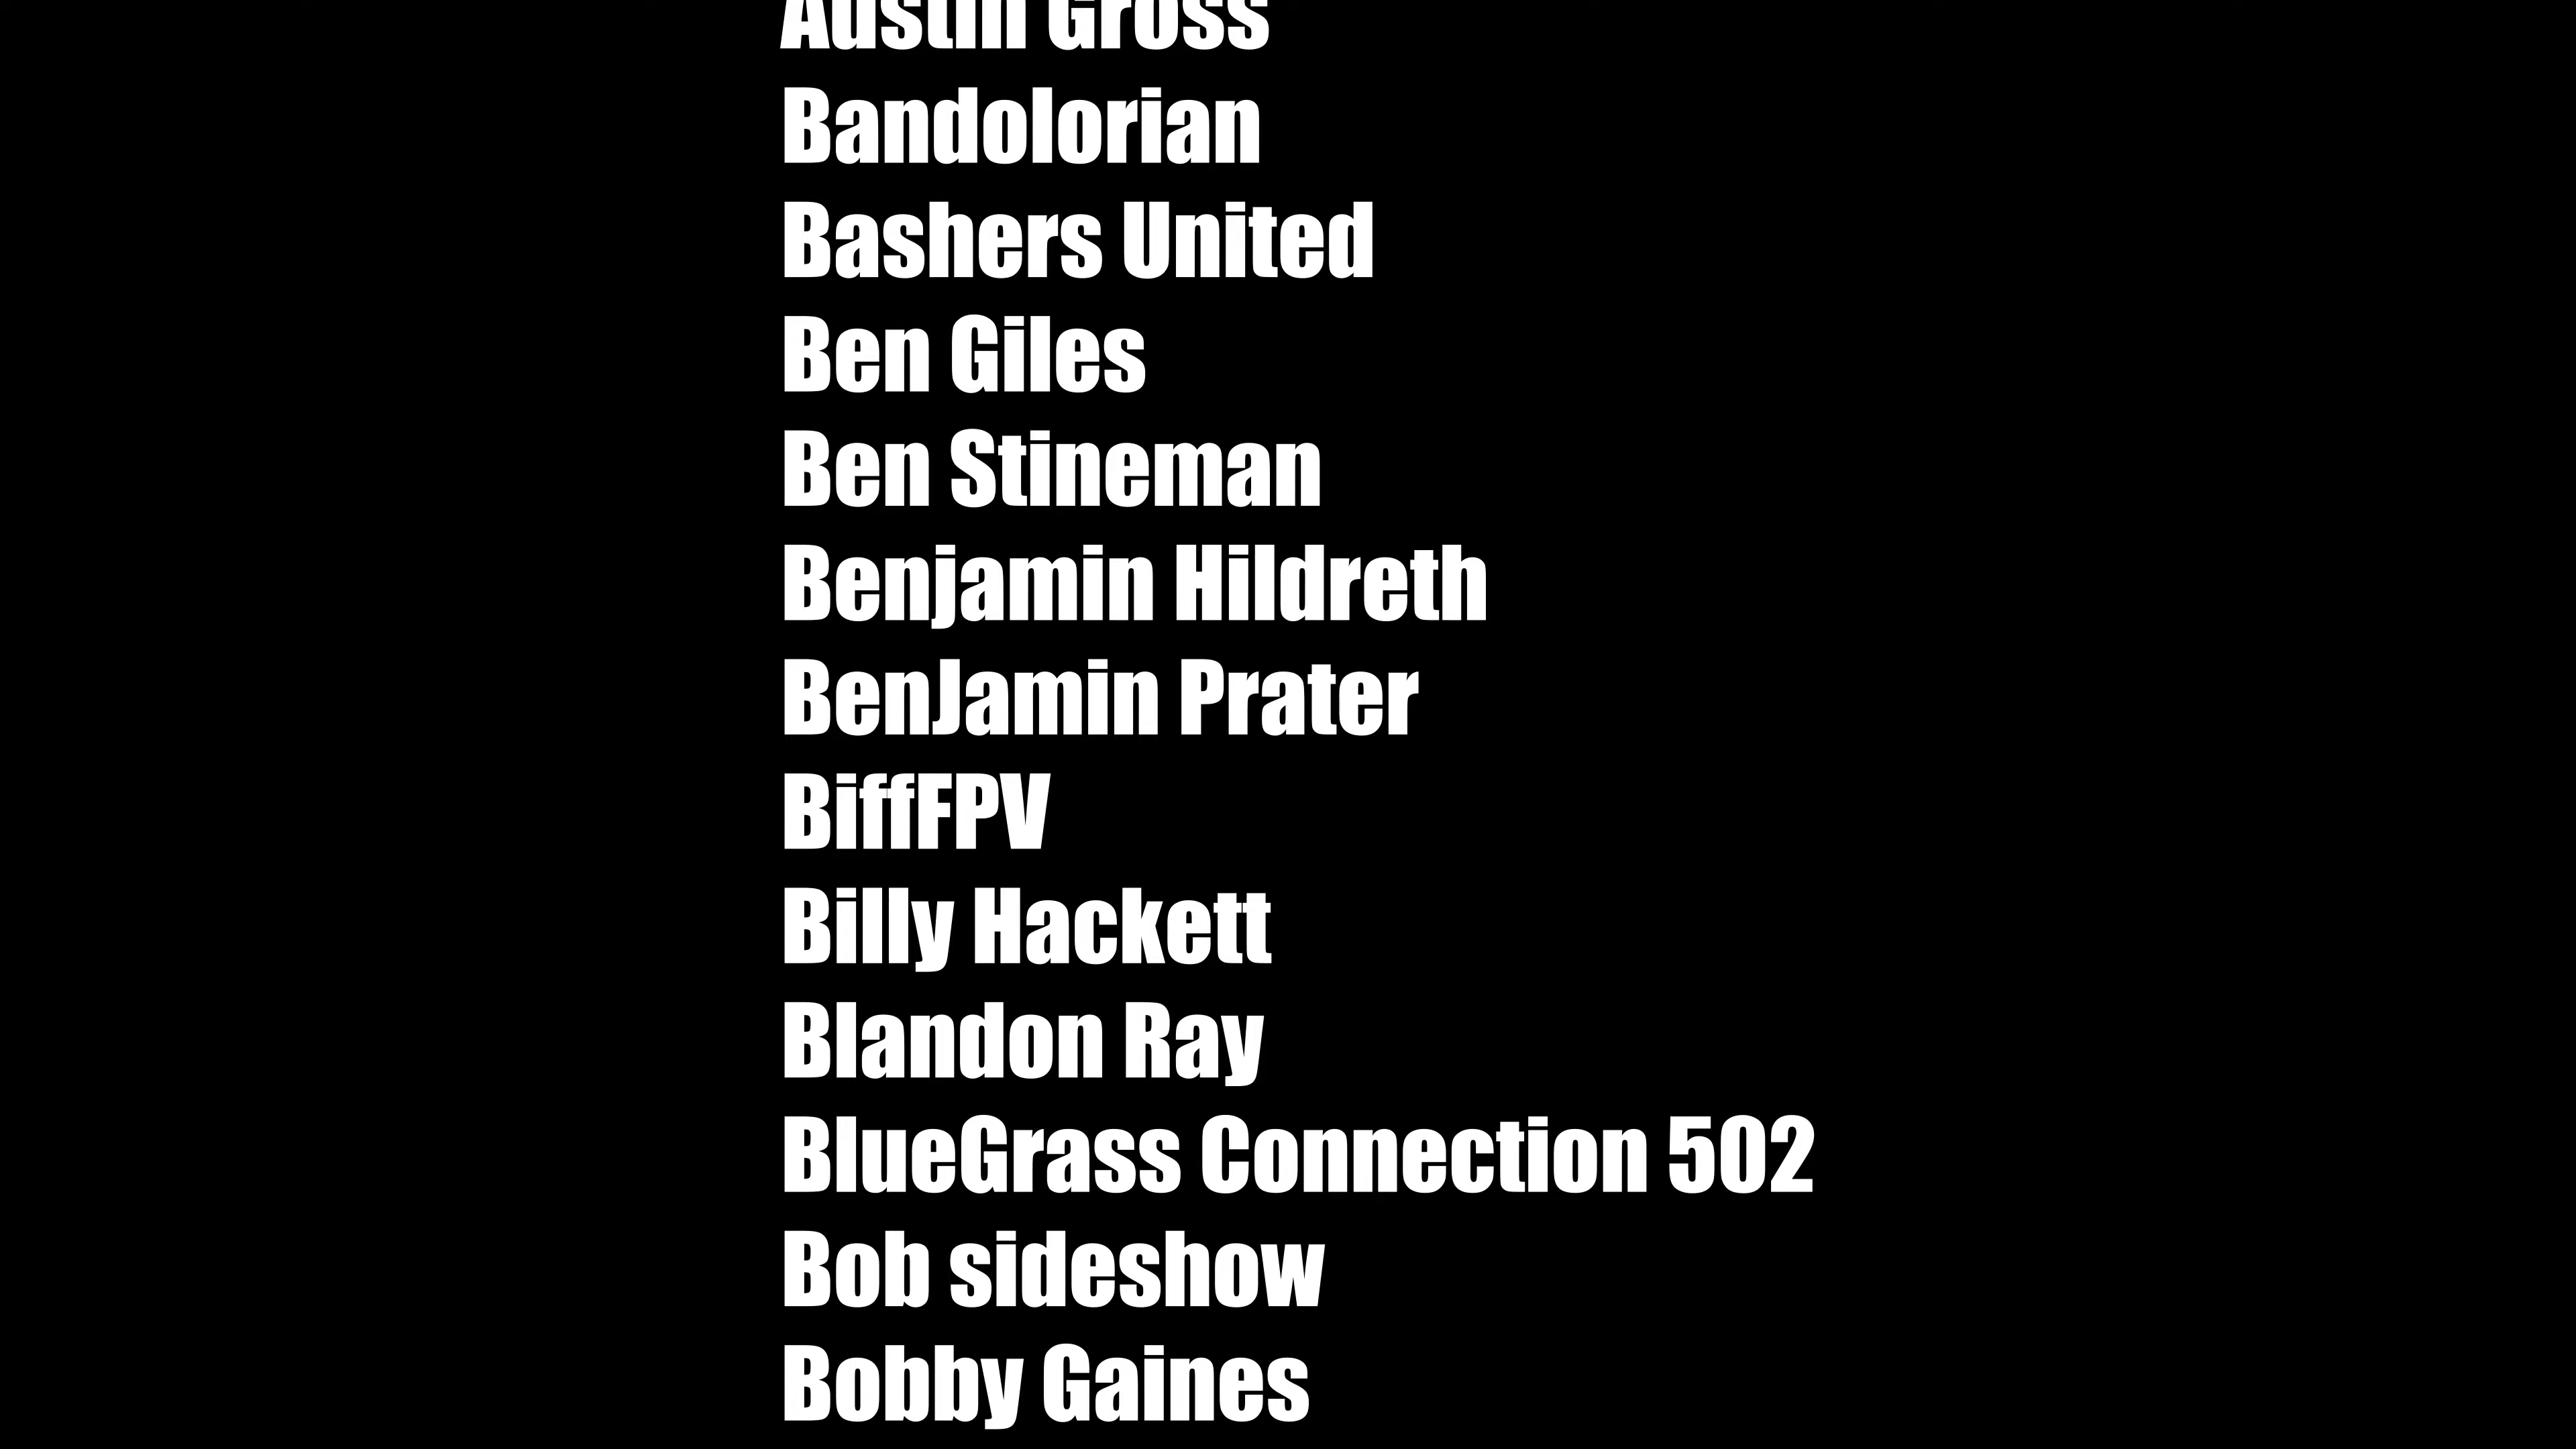 Austin Gross
Bandolorian
Bashers United
Ben Giles
Ben Stineman
Benjamin Hildreth
BenJamin Prater
BiffFPV
Billy Hackett
Blandon Ray
BlueGrass Connection 502
Bob sideshow
Bobby Gaines